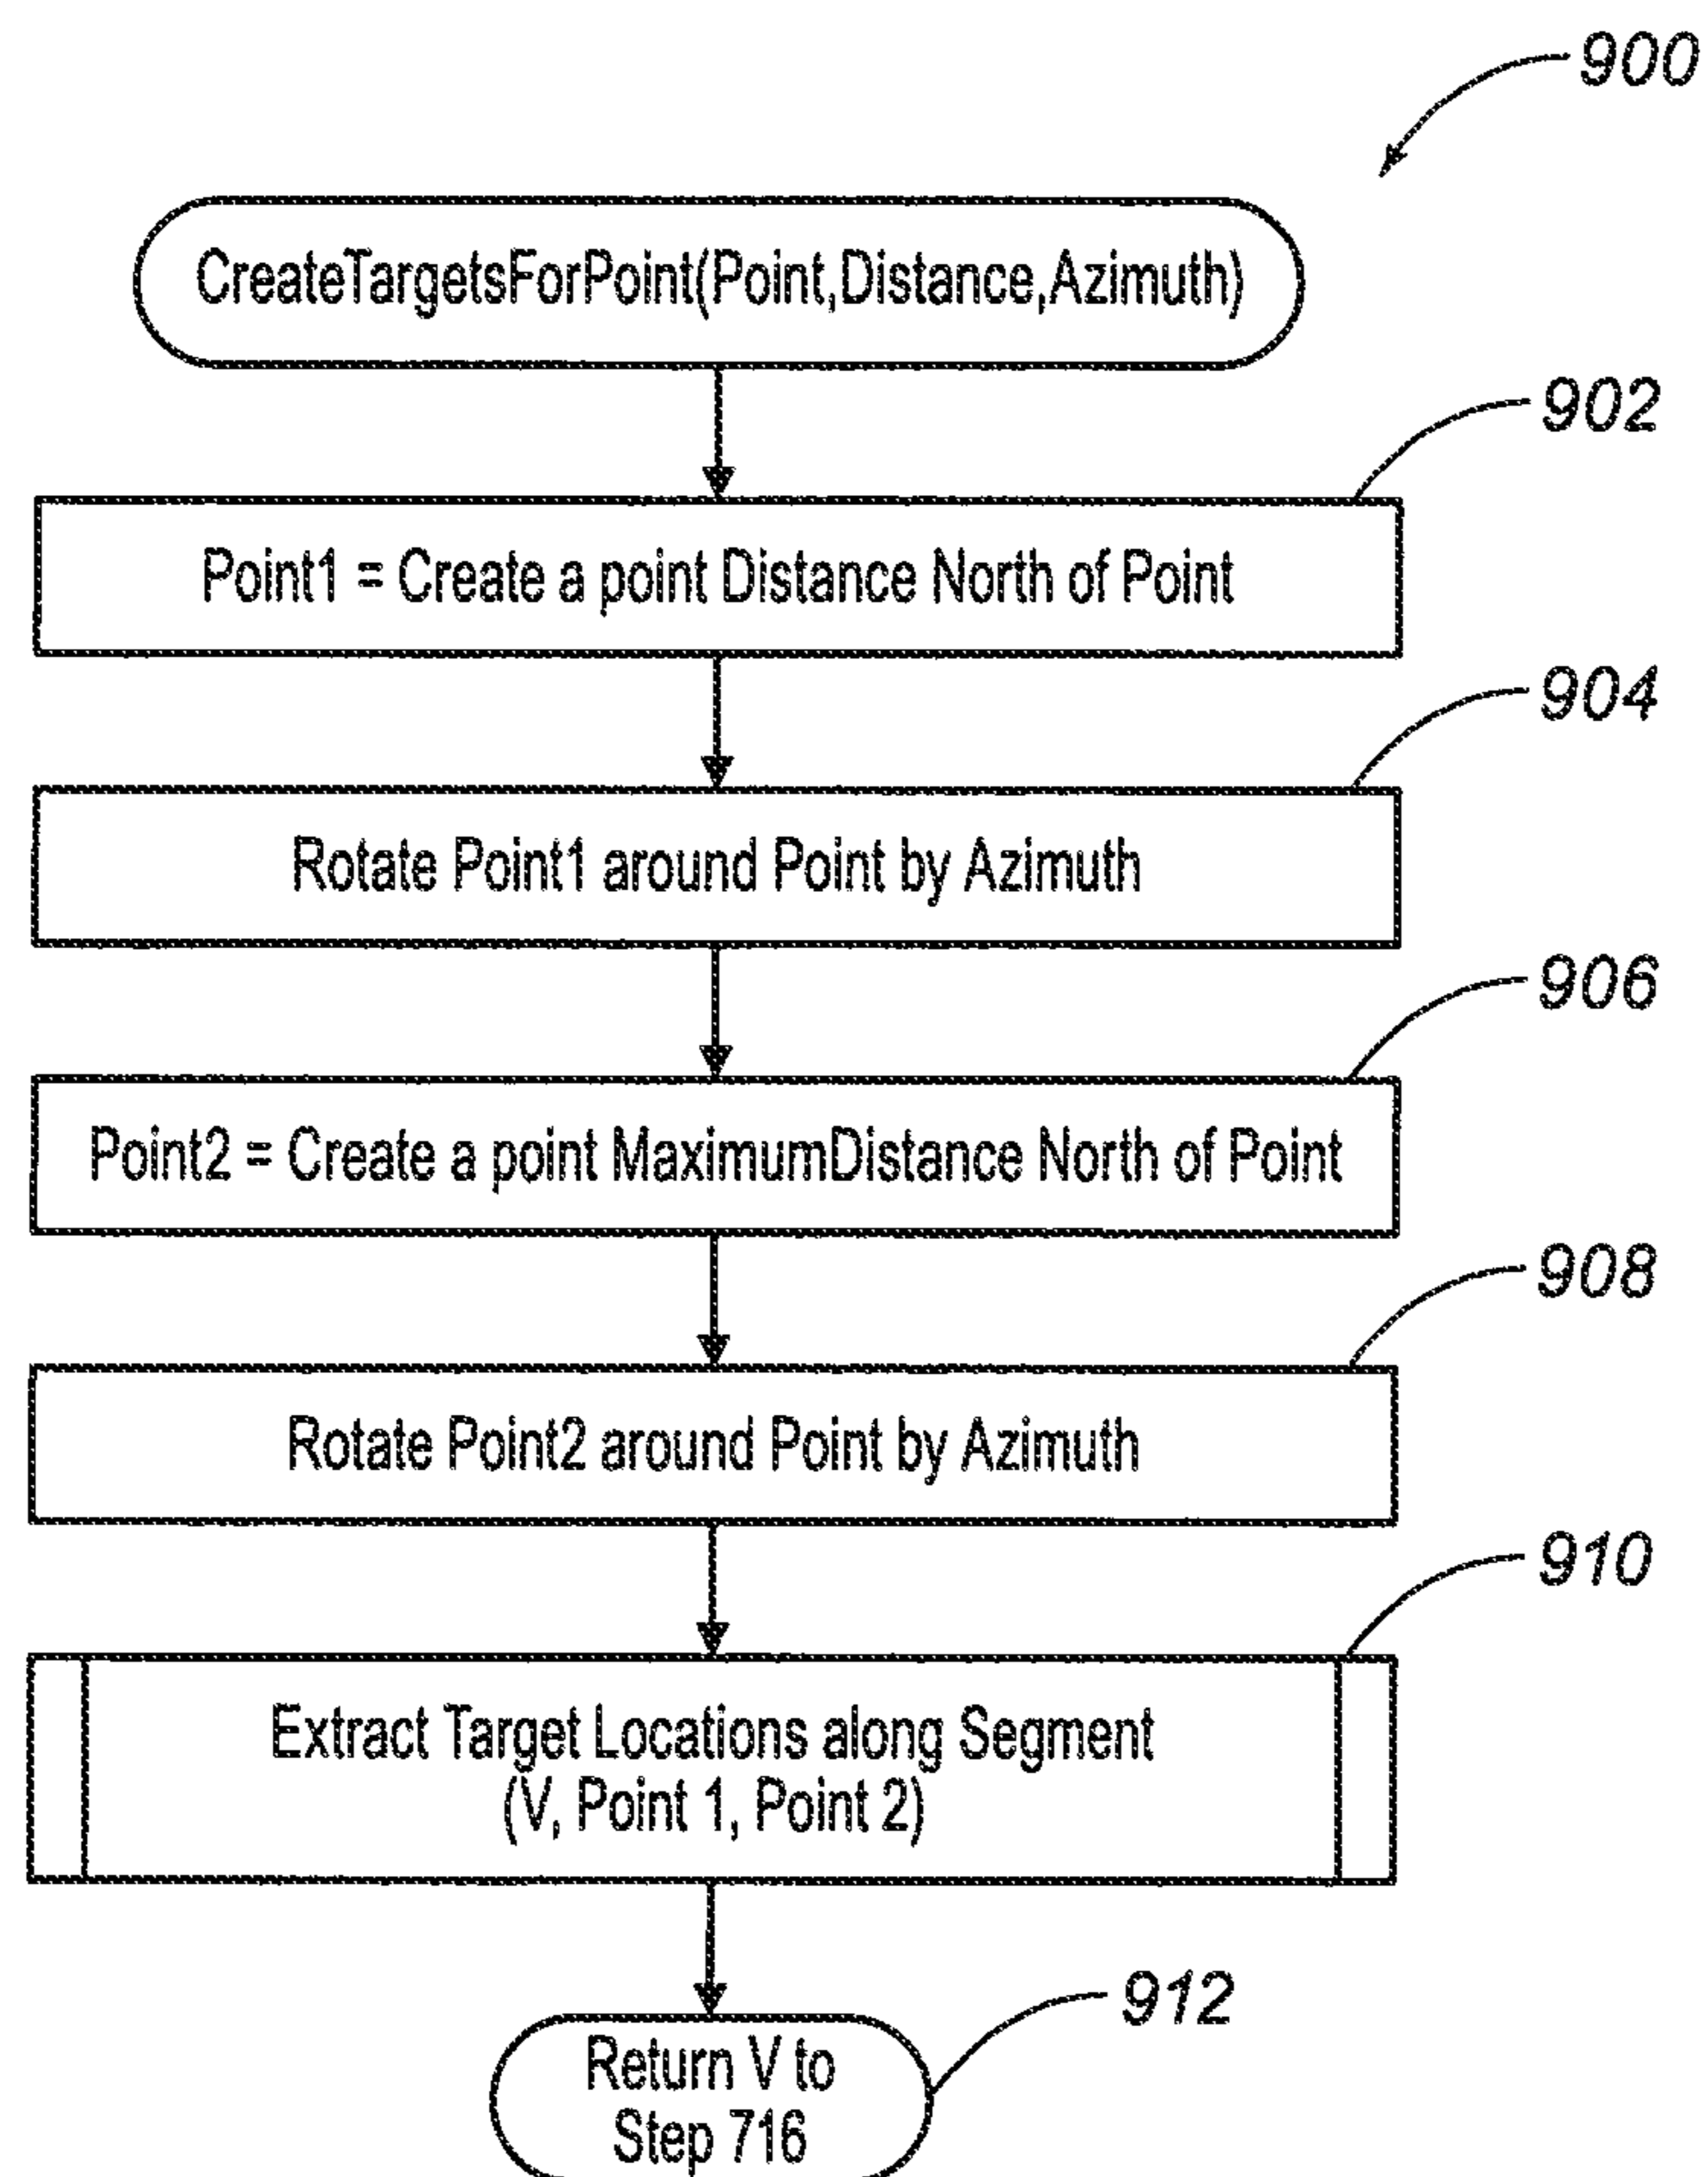 900
CreateTargetsForPoint(Point,Distance,Azimuth)
902
Point1 = Create a point Distance North of Point
904
Rotate Point1 around Point by Azimuth
906
Point2 = Create a point MaximumDistance North of Point
908
Rotate Point2 around Point by Azimuth
910
Extract Target Locations along Segment
(V, Point 1, Point 2)
912
Return V to
Step 716